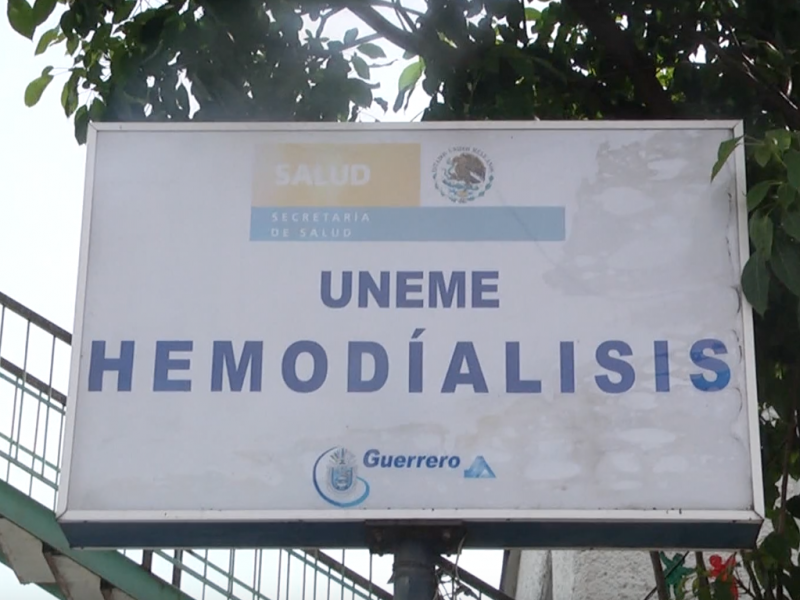 SALUD
SECRETARÍA
DE SALUD
UNEME
HEMODÍALISIS
Guerrero